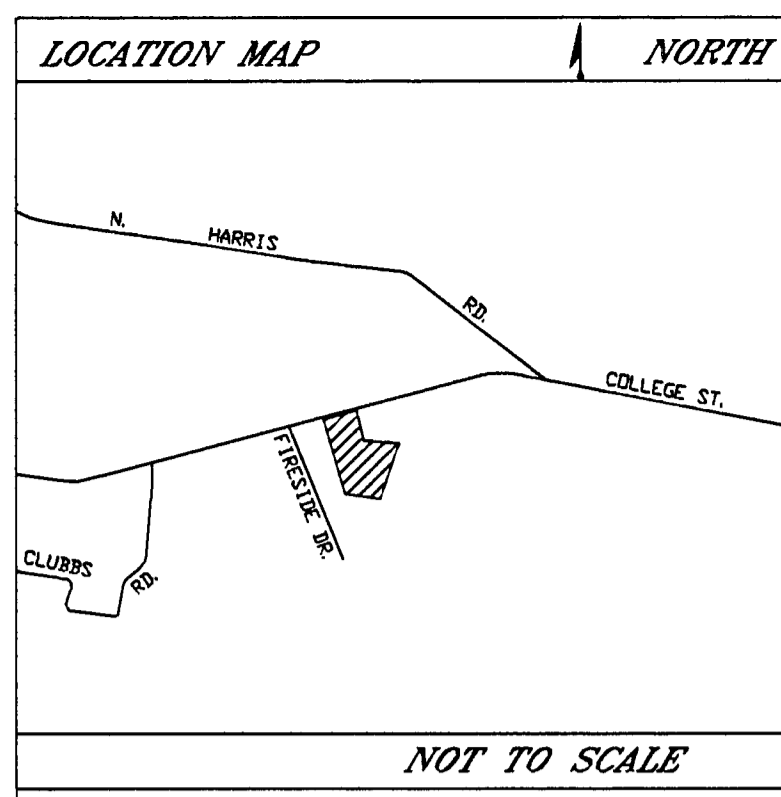 LOCATION MAP NORTH
N. HARRIS RD.
COLLEGE ST.
FIRESIDE DR.
CLUBBS RD.
NOT TO SCALE